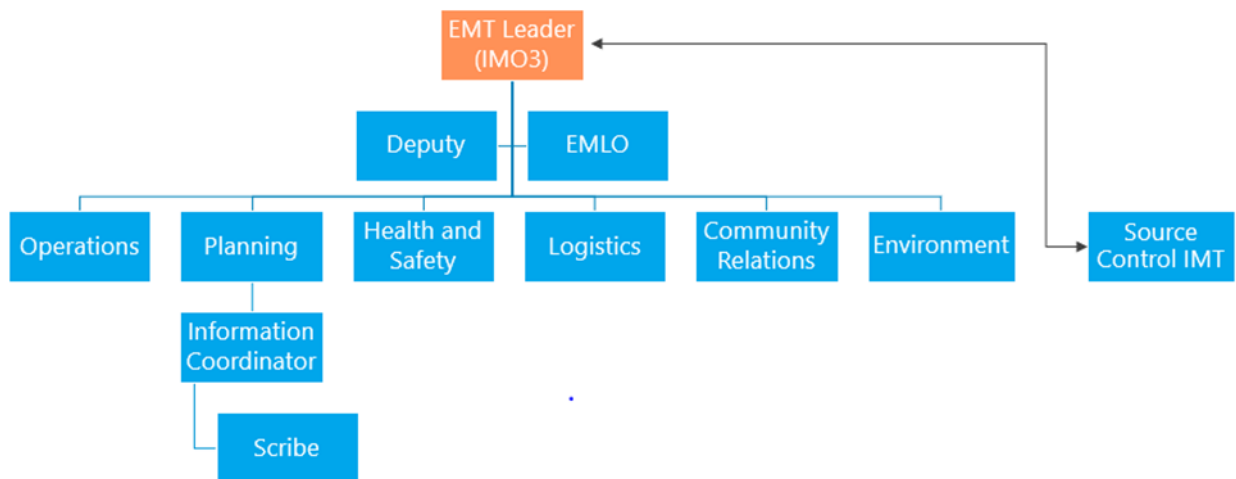 EMT Leader
(IMO3)
Deputy
EMLO
Operations
Planning
Health and
Safety
Logistics
Community
Relations
Environment
Source
Control IMT
Information
Coordinator
Scribe